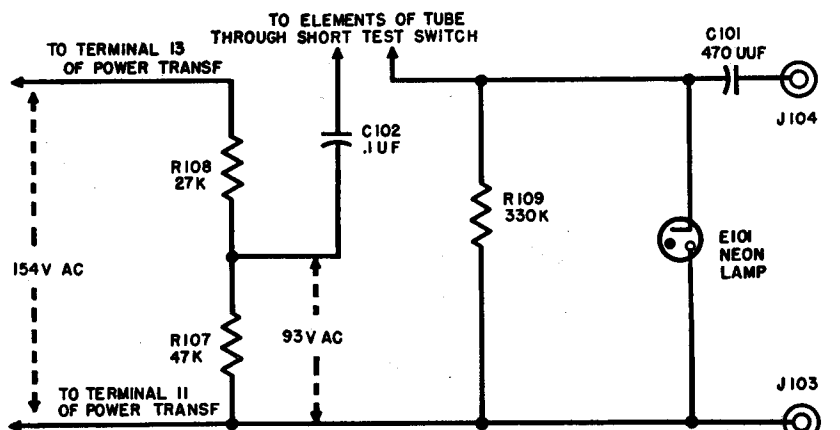 TO ELEMENTS OF TUBE
THROUGH SHORT TEST SWITCH
C101
470 UUF
TO TERMINAL 13
OF POWER TRANSF
J104
C102
.1UF
R108
27K
R109
330K
E101
NEON
LAMP
154V AC
93V AC
R107
47K
J103
TO TERMINAL 11
OF POWER TRANSF